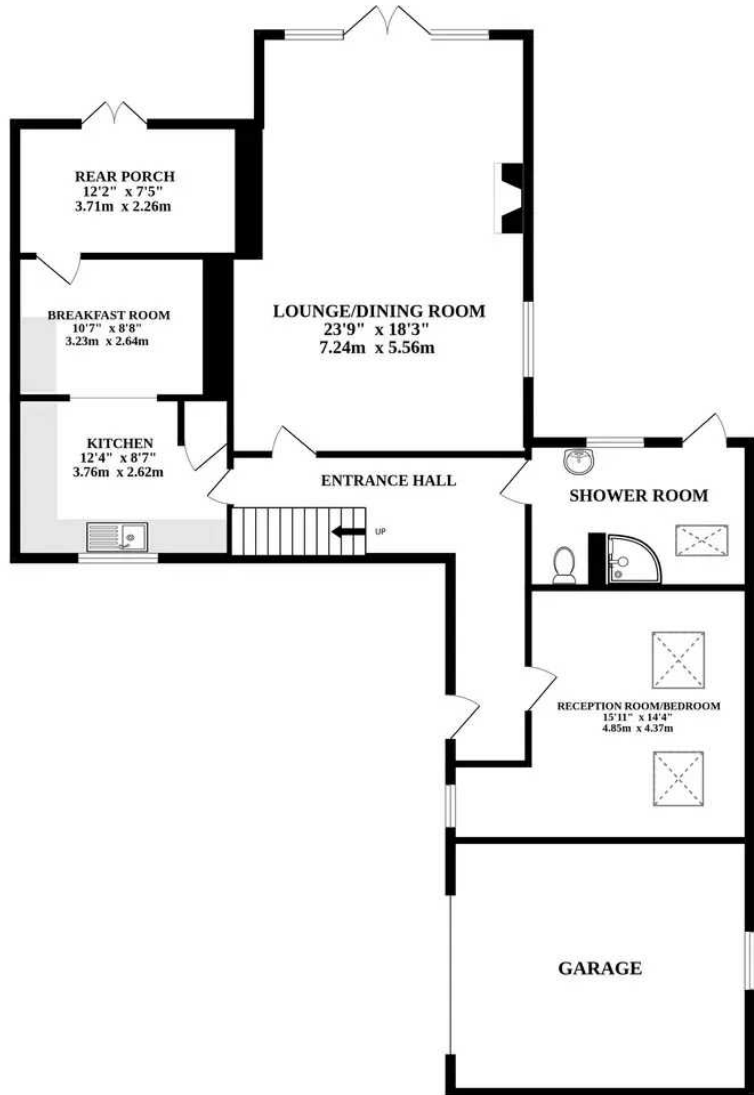 REAR PORCH
12'2" x 7'5"
3.71m x 2.26m
BREAKFAST ROOM
10'7" x 8'8"
3.23m x 2.64m
LOUNGE/DINING ROOM
23'9" x 18'3"
7.24m x 5.56m
KITCHEN
12'4" x 8'7"
3.76m x 2.62m
ENTRANCE HALL
UP
SHOWER ROOM
RECEPTION ROOM/BEDROOM
15'11" x 14'4"
4.85m x 4.37m
GARAGE